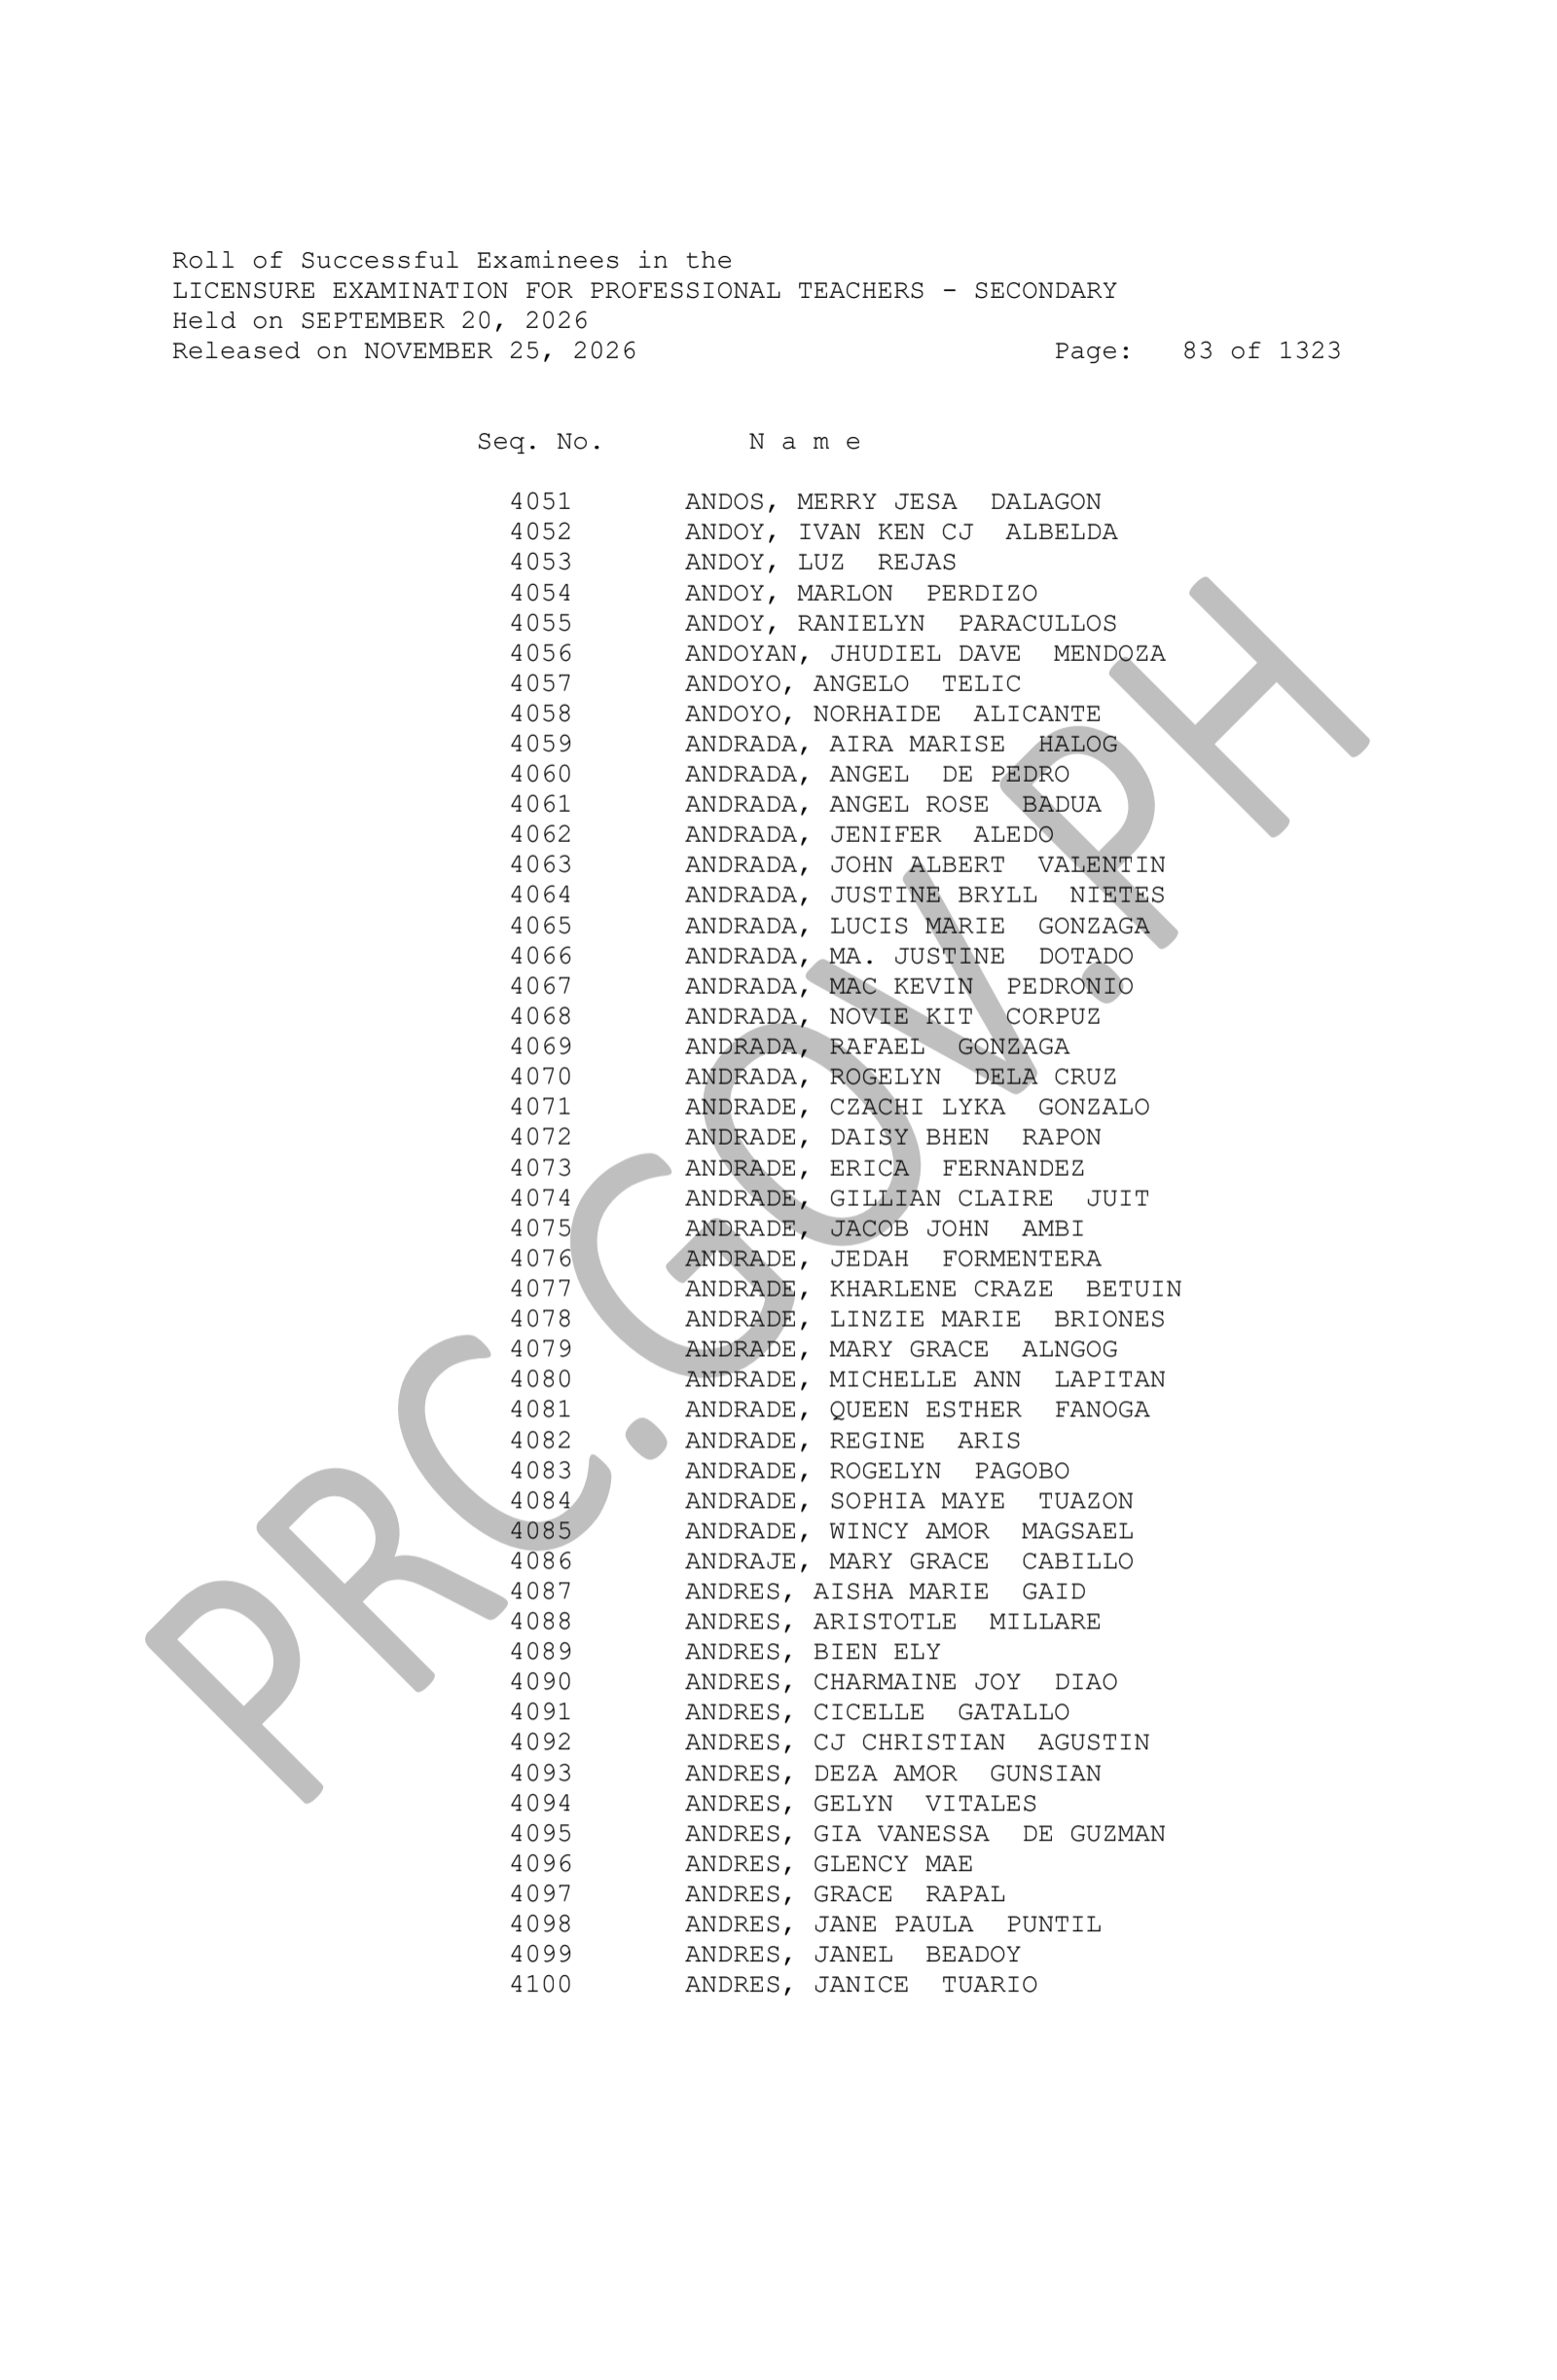 Roll of Successful Examinees in the
LICENSURE EXAMINATION FOR PROFESSIONAL TEACHERS - SECONDARY
Held on SEPTEMBER 20, 2026
Released on NOVEMBER 25, 2026 Page: 83 of 1323
Seq. No. N a m e
4051 ANDOS, MERRY JESA DALAGON
4052 ANDOY, IVAN KEN CJ ALBELDA
4053 ANDOY, LUZ REJAS
4054 ANDOY, MARLON PERDIZO
4055 ANDOY, RANIELYN PARACULLOS
4056 ANDOYAN, JHUDIEL DAVE MENDOZA
4057 ANDOYO, ANGELO TELIC
4058 ANDOYO, NORHAIDE ALICANTE
4059 ANDRADA, AIRA MARISE HALOG
4060 ANDRADA, ANGEL DE PEDRO
4061 ANDRADA, ANGEL ROSE BADUA
4062 ANDRADA, JENIFER ALEDO
4063 ANDRADA, JOHN ALBERT VALENTIN
4064 ANDRADA, JUSTINE BRYLL NIETES
4065 ANDRADA, LUCIS MARIE GONZAGA
4066 ANDRADA, MA. JUSTINE DOTADO
4067 ANDRADA, MAC KEVIN PEDRONIO
4068 ANDRADA, NOVIE KIT CORPUZ
4069 ANDRADA, RAFAEL GONZAGA
4070 ANDRADA, ROGELYN DELA CRUZ
4071 ANDRADE, CZACHI LYKA GONZALO
4072 ANDRADE, DAISY BHEN RAPON
4073 ANDRADE, ERICA FERNANDEZ
4074 ANDRADE, GILLIAN CLAIRE JUIT
4075 ANDRADE, JACOB JOHN AMBI
4076 ANDRADE, JEDAH FORMENTERA
4077 ANDRADE, KHARLENE CRAZE BETUIN
4078 ANDRADE, LINZIE MARIE BRIONES
4079 ANDRADE, MARY GRACE ALNGOG
4080 ANDRADE, MICHELLE ANN LAPITAN
4081 ANDRADE, QUEEN ESTHER FANOGA
4082 ANDRADE, REGINE ARIS
4083 ANDRADE, ROGELYN PAGOBO
4084 ANDRADE, SOPHIA MAYE TUAZON
4085 ANDRADE, WINCY AMOR MAGSAEL
4086 ANDRAJE, MARY GRACE CABILLO
4087 ANDRES, AISHA MARIE GAID
4088 ANDRES, ARISTOTLE MILLARE
4089 ANDRES, BIEN ELY
4090 ANDRES, CHARMAINE JOY DIAO
4091 ANDRES, CICELLE GATALLO
4092 ANDRES, CJ CHRISTIAN AGUSTIN
4093 ANDRES, DEZA AMOR GUNSIAN
4094 ANDRES, GELYN VITALES
4095 ANDRES, GIA VANESSA DE GUZMAN
4096 ANDRES, GLENCY MAE
4097 ANDRES, GRACE RAPAL
4098 ANDRES, JANE PAULA PUNTIL
4099 ANDRES, JANEL BEADOY
4100 ANDRES, JANICE TUARIO
PRC.GOV.PH